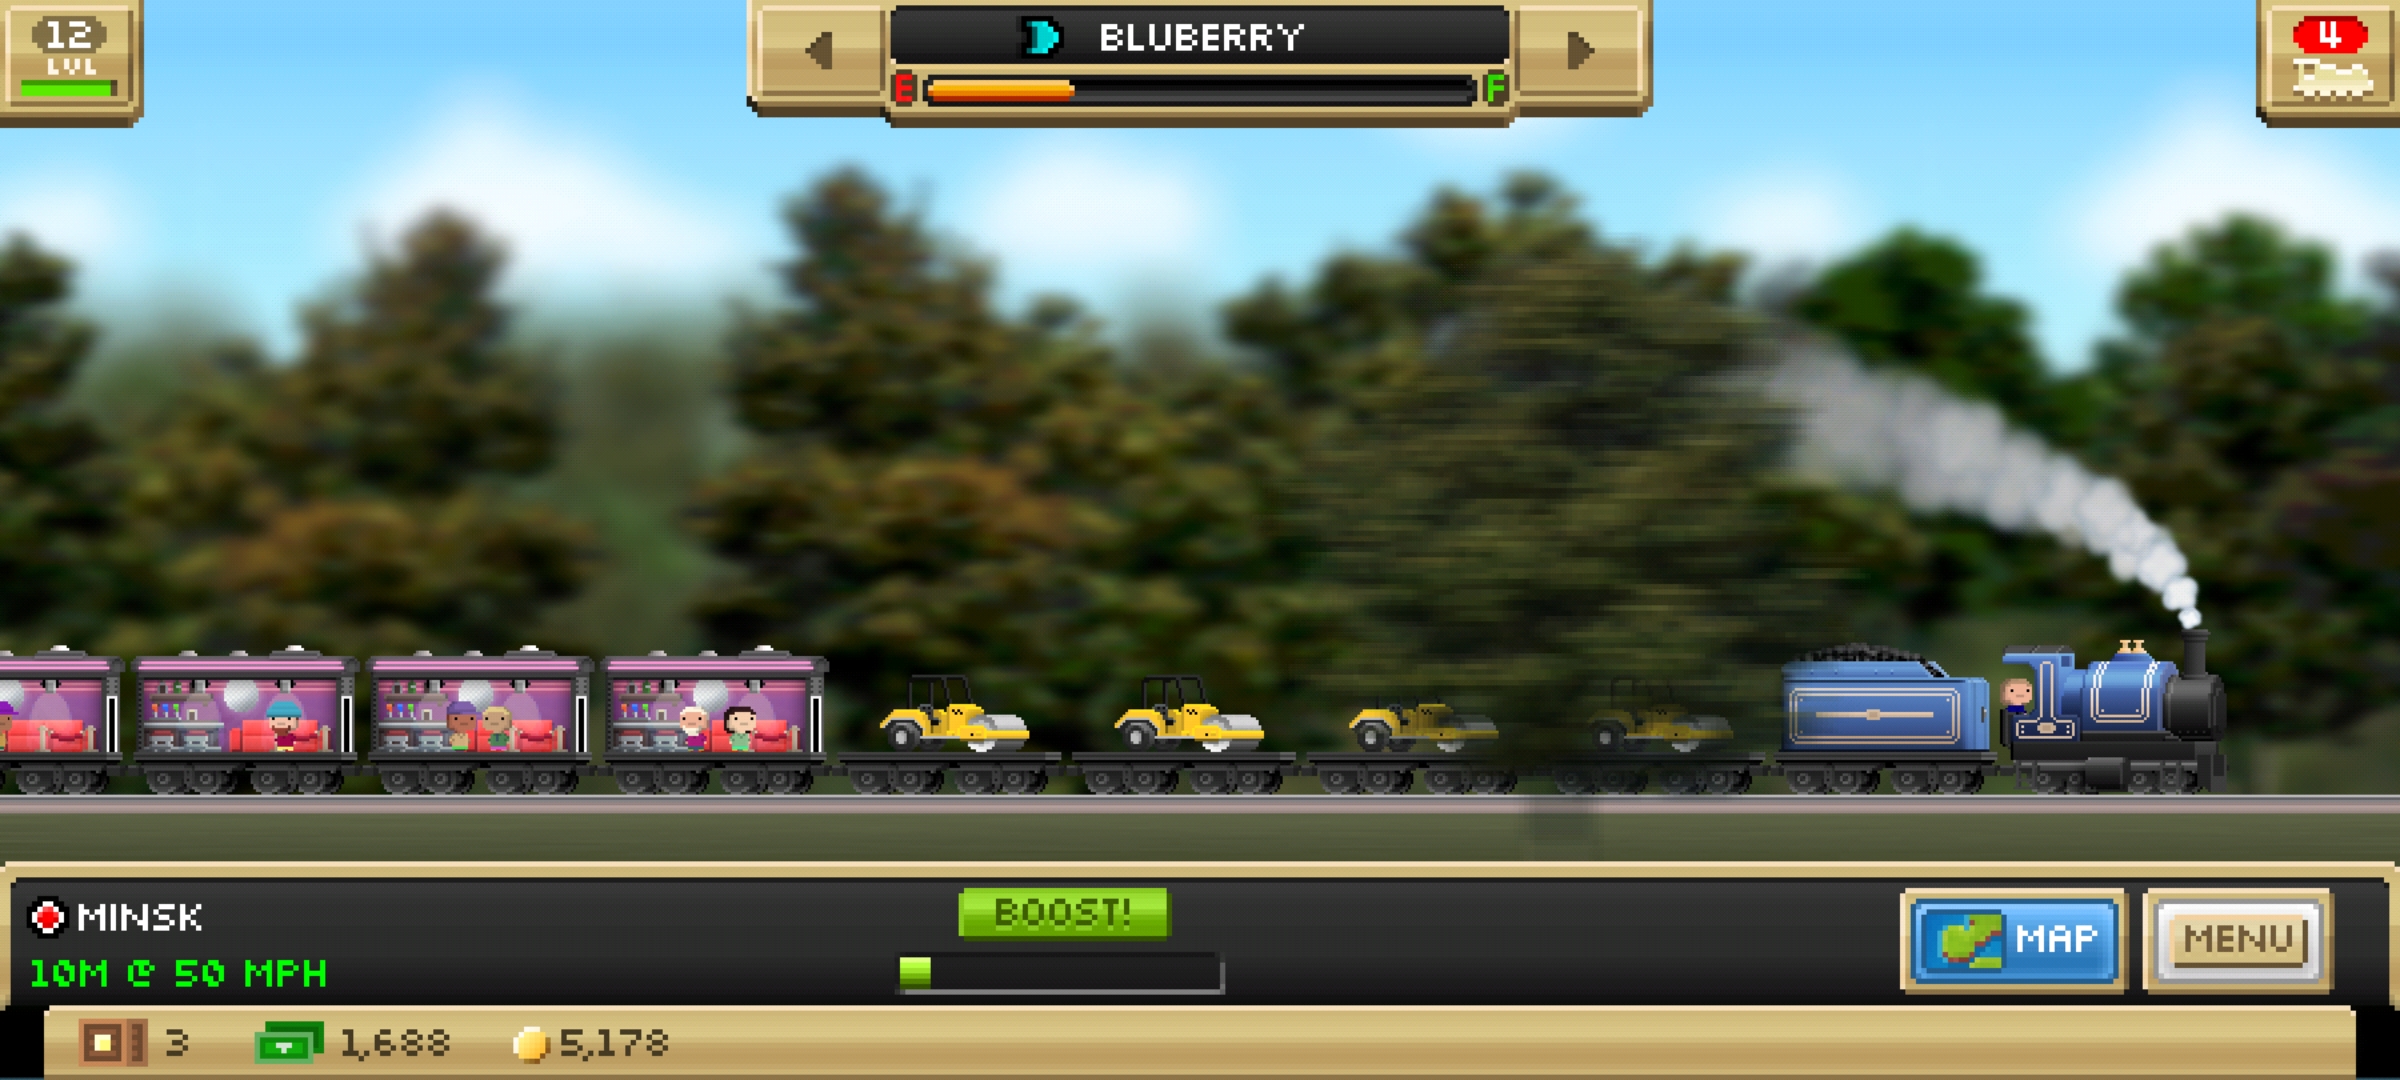 12
LVL
BLUBERRY
E F
4
MINSK
10M @ 50 MPH
BOOST!
MAP
MENU
3 1,688 5,178